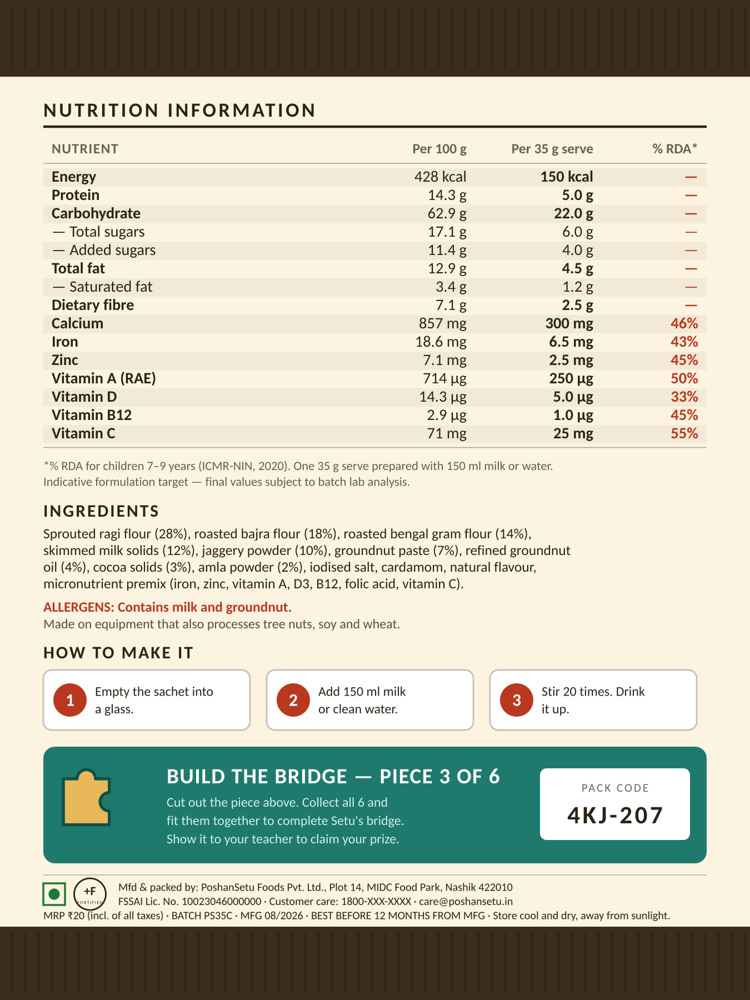 NUTRITION INFORMATION
NUTRIENT Per 100 g Per 35 g serve % RDA*
Energy 428 kcal 150 kcal —
Protein 14.3 g 5.0 g —
Carbohydrate 62.9 g 22.0 g —
— Total sugars 17.1 g 6.0 g —
— Added sugars 11.4 g 4.0 g —
Total fat 12.9 g 4.5 g —
— Saturated fat 3.4 g 1.2 g —
Dietary fibre 7.1 g 2.5 g —
Calcium 857 mg 300 mg 46%
Iron 18.6 mg 6.5 mg 43%
Zinc 7.1 mg 2.5 mg 45%
Vitamin A (RAE) 714 µg 250 µg 50%
Vitamin D 14.3 µg 5.0 µg 33%
Vitamin B12 2.9 µg 1.0 µg 45%
Vitamin C 71 mg 25 mg 55%
*% RDA for children 7–9 years (ICMR-NIN, 2020). One 35 g serve prepared with 150 ml milk or water.
Indicative formulation target — final values subject to batch lab analysis.
INGREDIENTS
Sprouted ragi flour (28%), roasted bajra flour (18%), roasted bengal gram flour (14%),
skimmed milk solids (12%), jaggery powder (10%), groundnut paste (7%), refined groundnut
oil (4%), cocoa solids (3%), amla powder (2%), iodised salt, cardamom, natural flavour,
micronutrient premix (iron, zinc, vitamin A, D3, B12, folic acid, vitamin C).
ALLERGENS: Contains milk and groundnut.
Made on equipment that also processes tree nuts, soy and wheat.
HOW TO MAKE IT
1 Empty the sachet into
a glass.
2 Add 150 ml milk
or clean water.
3 Stir 20 times. Drink
it up.
BUILD THE BRIDGE — PIECE 3 OF 6
Cut out the piece above. Collect all 6 and
fit them together to complete Setu's bridge.
Show it to your teacher to claim your prize.
PACK CODE
4KJ-207
+F
FORTIFIED
Mfd & packed by: PoshanSetu Foods Pvt. Ltd., Plot 14, MIDC Food Park, Nashik 422010
FSSAI Lic. No. 10023046000000 · Customer care: 1800-XXX-XXXX · care@poshansetu.in
MRP ₹20 (incl. of all taxes) · BATCH PS35C · MFG 08/2026 · BEST BEFORE 12 MONTHS FROM MFG · Store cool and dry, away from sunlight.